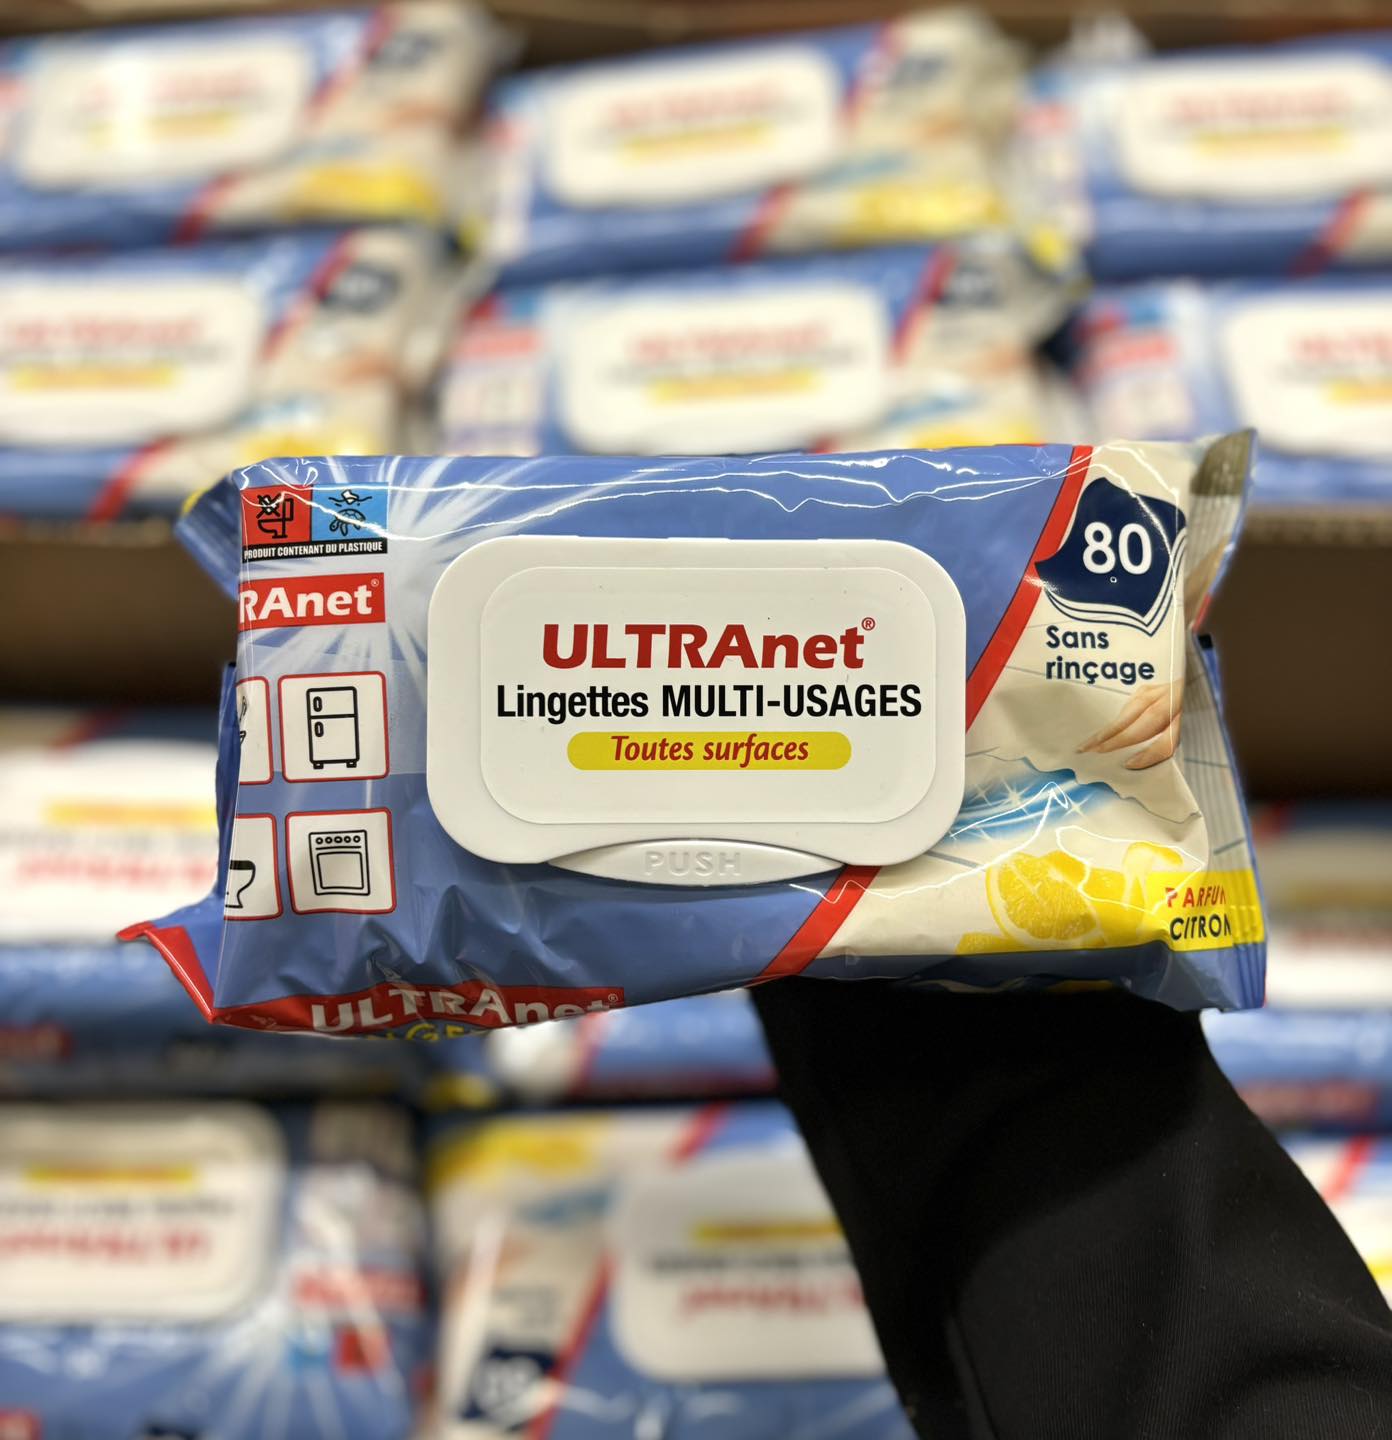 PRODUIT CONTENANT DU PLASTIQUE
RAnet®
80
Sans
rinçage
ULTRAnet®
Lingettes MULTI-USAGES
Toutes surfaces
PUSH
PARFUM
CITRON
ULTRAnet®